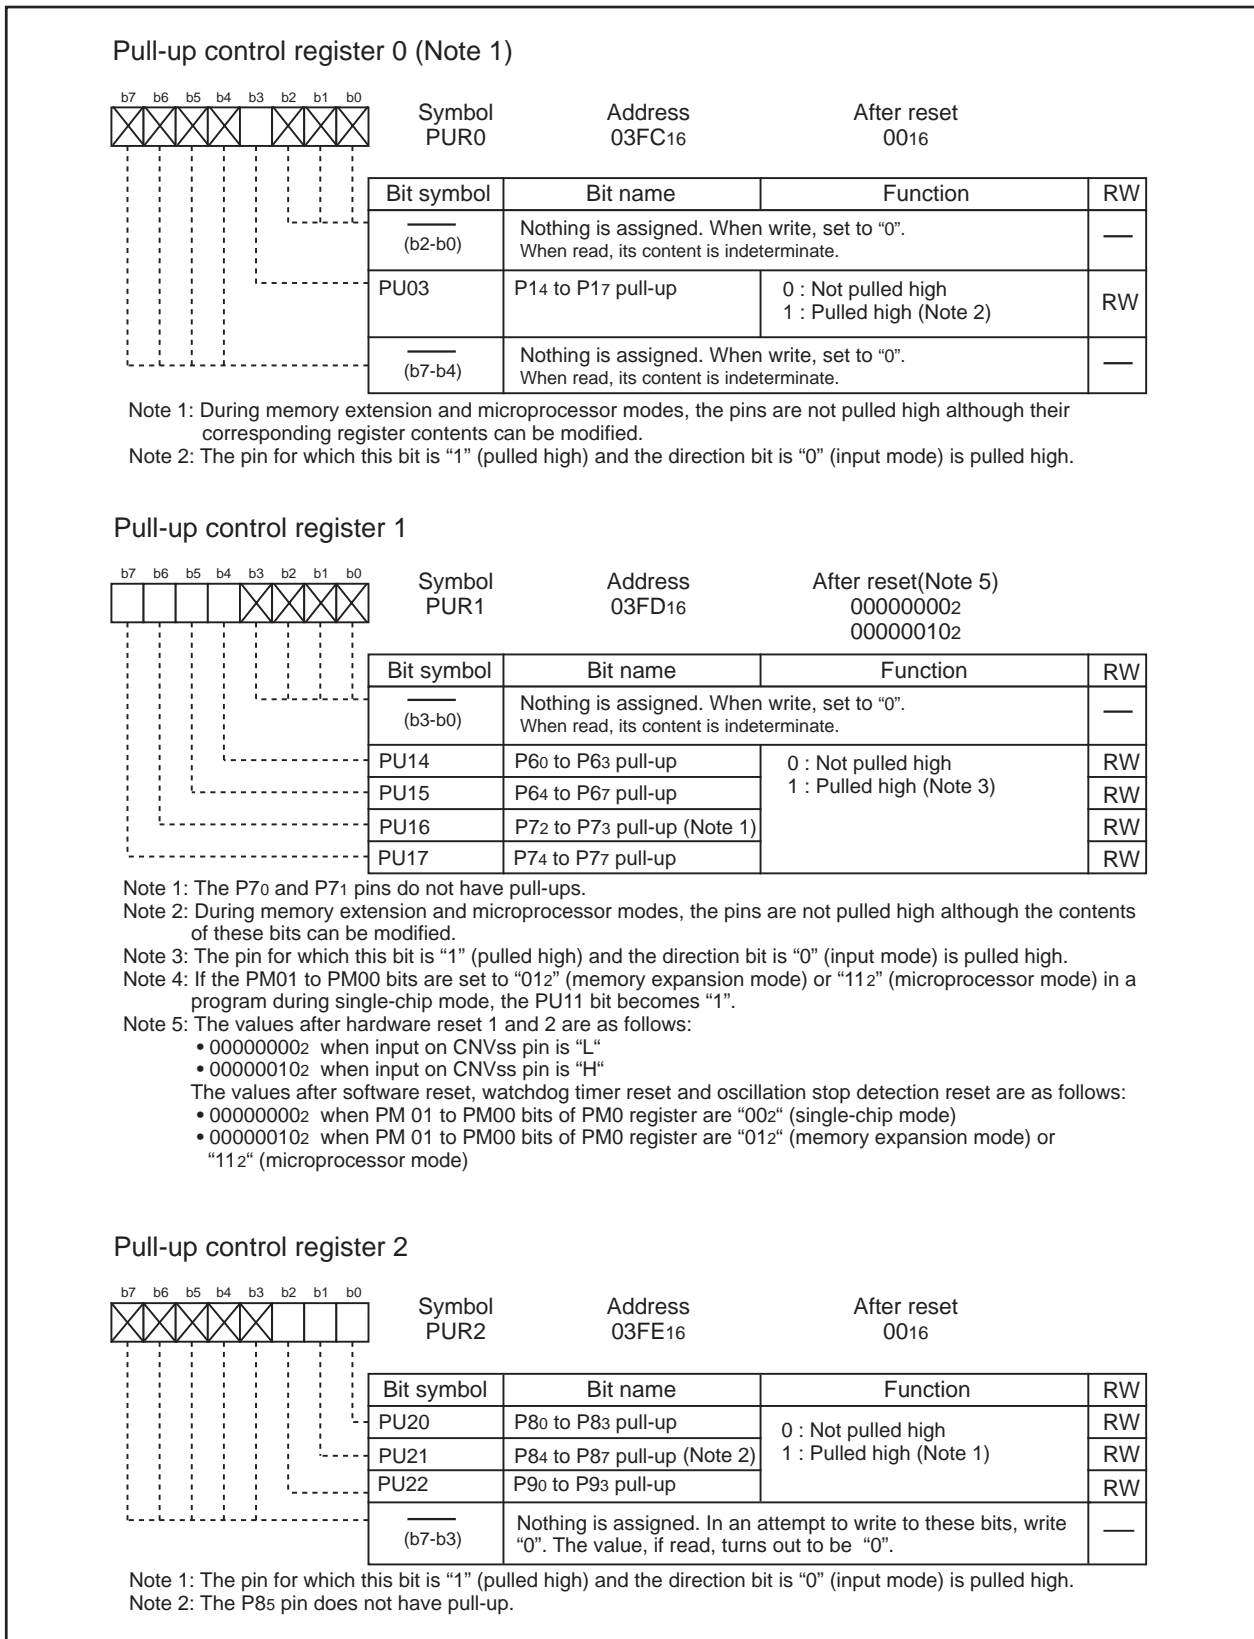 Pull-up control register 0 (Note 1)
b7 b6 b5 b4 b3 b2 b1 b0
Symbol Address After reset
PUR0 03FC16 0016
Bit symbol Bit name Function RW
(b2-b0) Nothing is assigned. When write, set to “0”.
When read, its content is indeterminate. —
PU03 P14 to P17 pull-up 0 : Not pulled high
1 : Pulled high (Note 2) RW
(b7-b4) Nothing is assigned. When write, set to “0”.
When read, its content is indeterminate. —
Note 1: During memory extension and microprocessor modes, the pins are not pulled high although their
corresponding register contents can be modified.
Note 2: The pin for which this bit is “1” (pulled high) and the direction bit is “0” (input mode) is pulled high.
Pull-up control register 1
b7 b6 b5 b4 b3 b2 b1 b0
Symbol Address After reset(Note 5)
PUR1 03FD16 000000002
000000102
Bit symbol Bit name Function RW
(b3-b0) Nothing is assigned. When write, set to “0”.
When read, its content is indeterminate. —
PU14 P60 to P63 pull-up 0 : Not pulled high RW
PU15 P64 to P67 pull-up 1 : Pulled high (Note 3) RW
PU16 P72 to P73 pull-up (Note 1) RW
PU17 P74 to P77 pull-up RW
Note 1: The P70 and P71 pins do not have pull-ups.
Note 2: During memory extension and microprocessor modes, the pins are not pulled high although the contents
of these bits can be modified.
Note 3: The pin for which this bit is “1” (pulled high) and the direction bit is “0” (input mode) is pulled high.
Note 4: If the PM01 to PM00 bits are set to “012” (memory expansion mode) or “112” (microprocessor mode) in a
program during single-chip mode, the PU11 bit becomes “1”.
Note 5: The values after hardware reset 1 and 2 are as follows:
• 000000002 when input on CNVss pin is “L“
• 000000102 when input on CNVss pin is “H“
The values after software reset, watchdog timer reset and oscillation stop detection reset are as follows:
• 000000002 when PM 01 to PM00 bits of PM0 register are “002“ (single-chip mode)
• 000000102 when PM 01 to PM00 bits of PM0 register are “012“ (memory expansion mode) or
“112“ (microprocessor mode)
Pull-up control register 2
b7 b6 b5 b4 b3 b2 b1 b0
Symbol Address After reset
PUR2 03FE16 0016
Bit symbol Bit name Function RW
PU20 P80 to P83 pull-up 0 : Not pulled high RW
PU21 P84 to P87 pull-up (Note 2) 1 : Pulled high (Note 1) RW
PU22 P90 to P93 pull-up RW
(b7-b3) Nothing is assigned. In an attempt to write to these bits, write
“0”. The value, if read, turns out to be “0”. —
Note 1: The pin for which this bit is “1” (pulled high) and the direction bit is “0” (input mode) is pulled high.
Note 2: The P85 pin does not have pull-up.